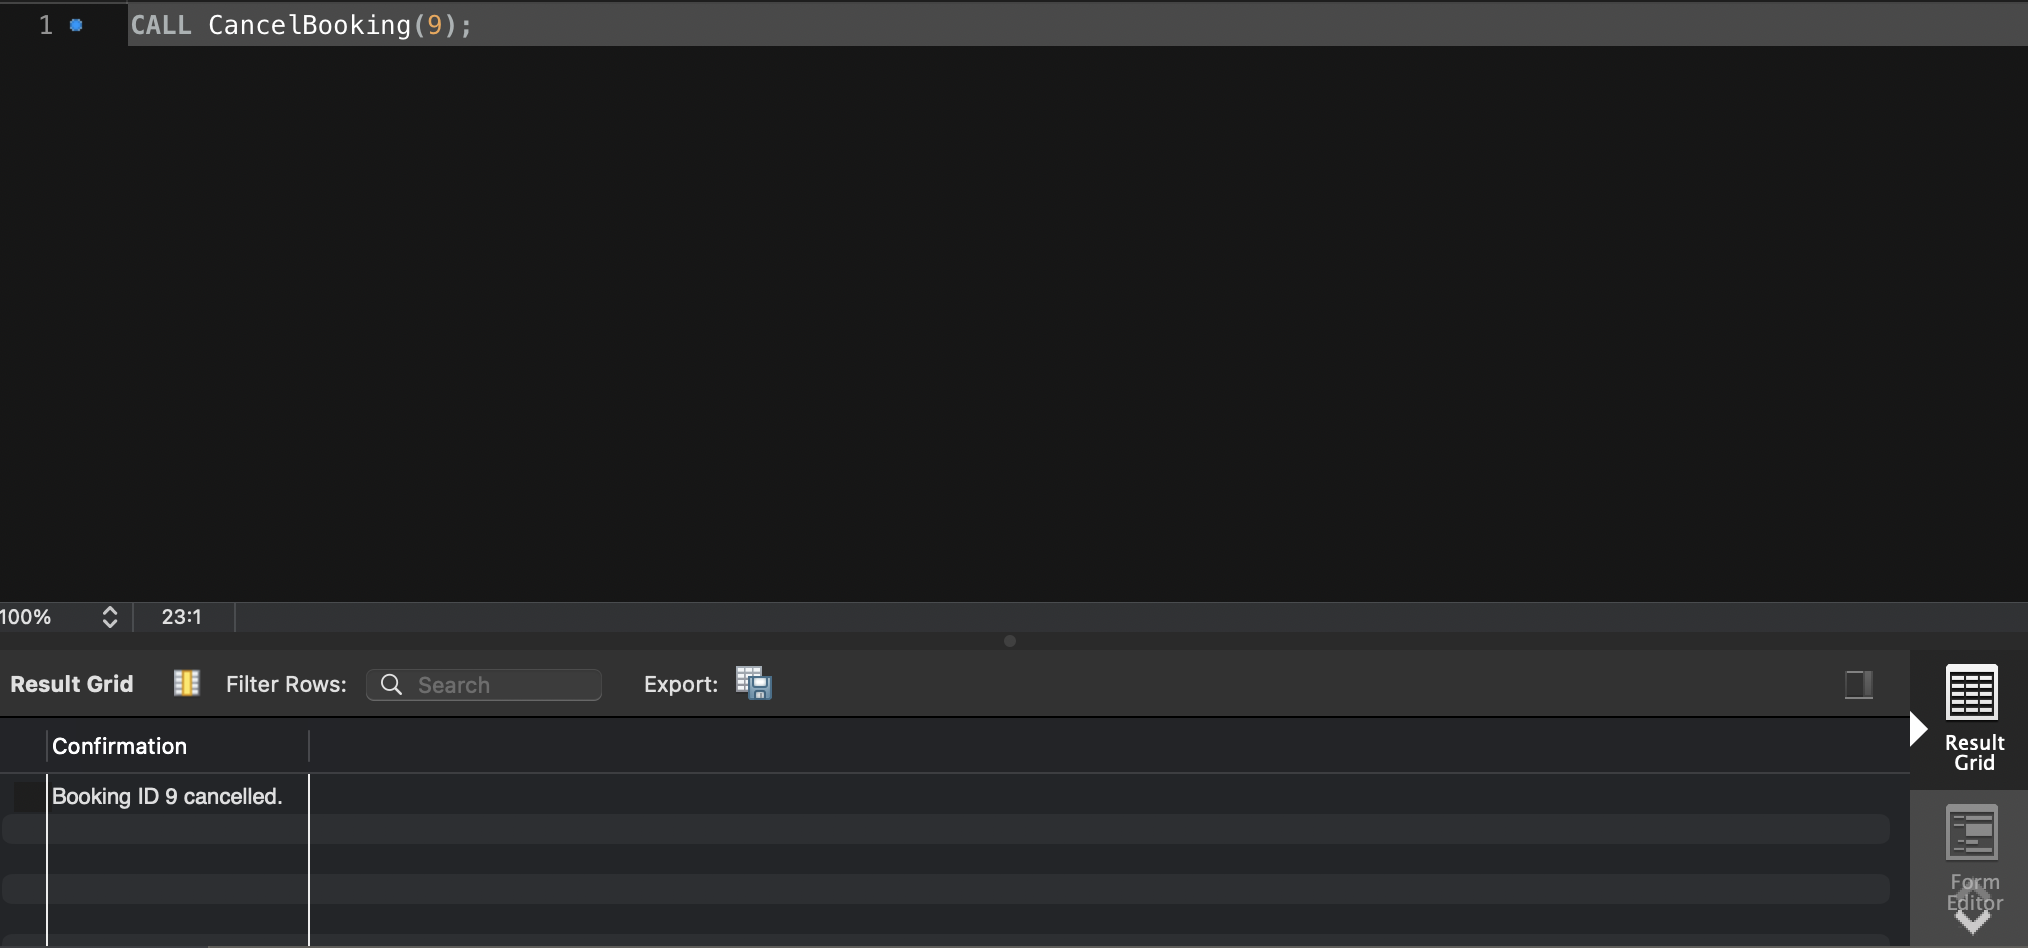 1 CALL CancelBooking(9);
100% 23:1
Result Grid Filter Rows: Search Export:
Confirmation
Booking ID 9 cancelled.
Result
Grid
Form
Editor